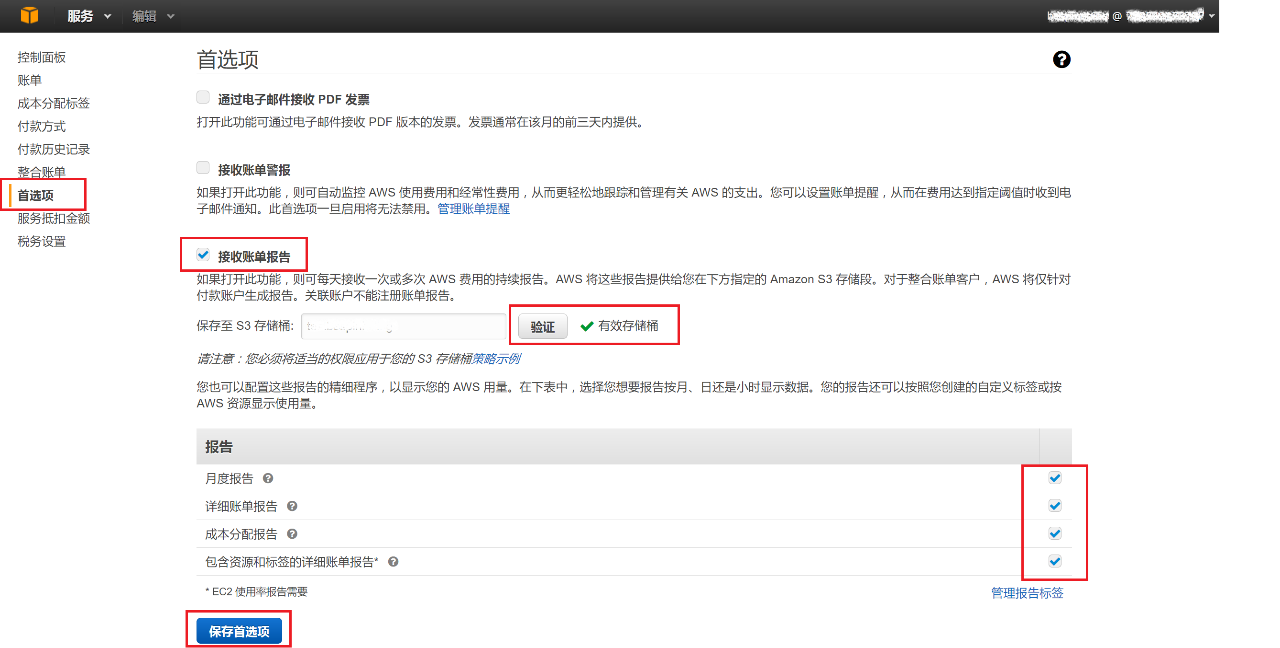 服务 编辑 @
控制面板
账单
成本分配标签
付款方式
付款历史记录
整合账单
首选项
服务抵扣金额
税务设置
首选项
通过电子邮件接收 PDF 发票
打开此功能可通过电子邮件接收 PDF 版本的发票。发票通常在该月的前三天内提供。
接收账单警报
如果打开此功能，则可自动监控 AWS 使用费用和经常性费用，从而更轻松地跟踪和管理有关 AWS 的支出。您可以设置账单提醒，从而在费用达到指定阈值时收到电
子邮件通知。此首选项一旦启用将无法禁用。管理账单提醒
接收账单报告
如果打开此功能，则可每天接收一次或多次 AWS 费用的持续报告。AWS 将这些报告提供给您在下方指定的 Amazon S3 存储段。对于整合账单客户，AWS 将仅针对
付款账户生成报告。关联账户不能注册账单报告。
保存至 S3 存储桶: 验证 有效存储桶
请注意：您必须将适当的权限应用于您的 S3 存储桶策略示例
您也可以配置这些报告的精细程序，以显示您的 AWS 用量。在下表中，选择您想要报告按月、日还是小时显示数据。您的报告还可以按照您创建的自定义标签或按
AWS 资源显示使用量。
报告
月度报告
详细账单报告
成本分配报告
包含资源和标签的详细账单报告*
* EC2 使用率报告需要
管理报告标签
保存首选项